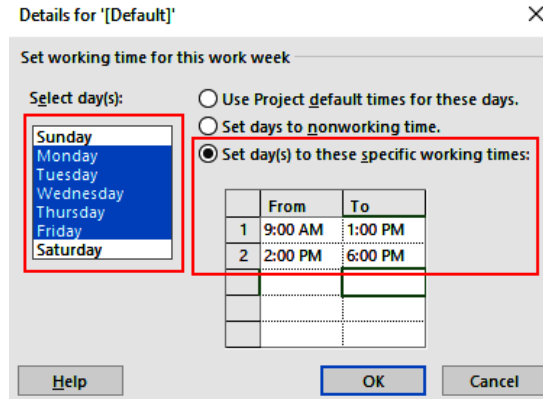 Details for '[Default]'
Set working time for this work week
Select day(s):
Sunday
Monday
Tuesday
Wednesday
Thursday
Friday
Saturday
Use Project default times for these days.
Set days to nonworking time.
Set day(s) to these specific working times:
From To
1 9:00 AM 1:00 PM
2 2:00 PM 6:00 PM
Help OK Cancel